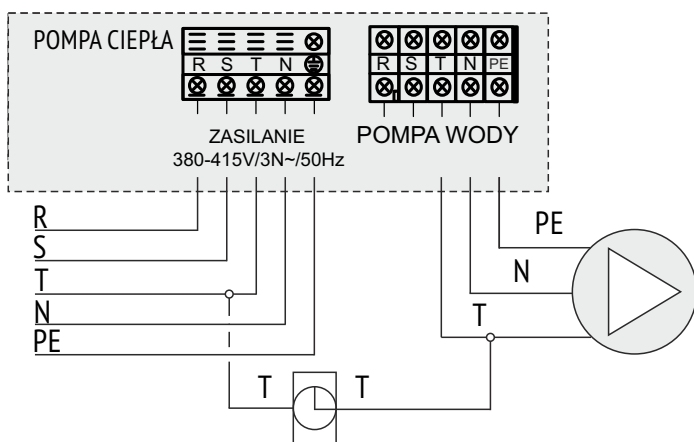 POMPA CIEPŁA
R S T N
R S T N PE
ZASILANIE
380-415V/3N~/50Hz
POMPA WODY
R
S
T
N
PE
PE
N
T
T T